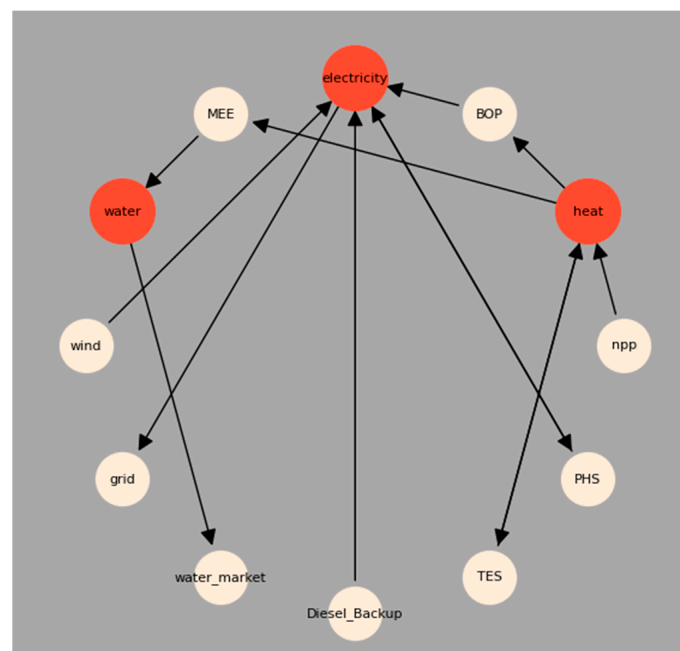 electricity
MEE
BOP
water
heat
wind
npp
grid
PHS
water_market
TES
Diesel_Backup